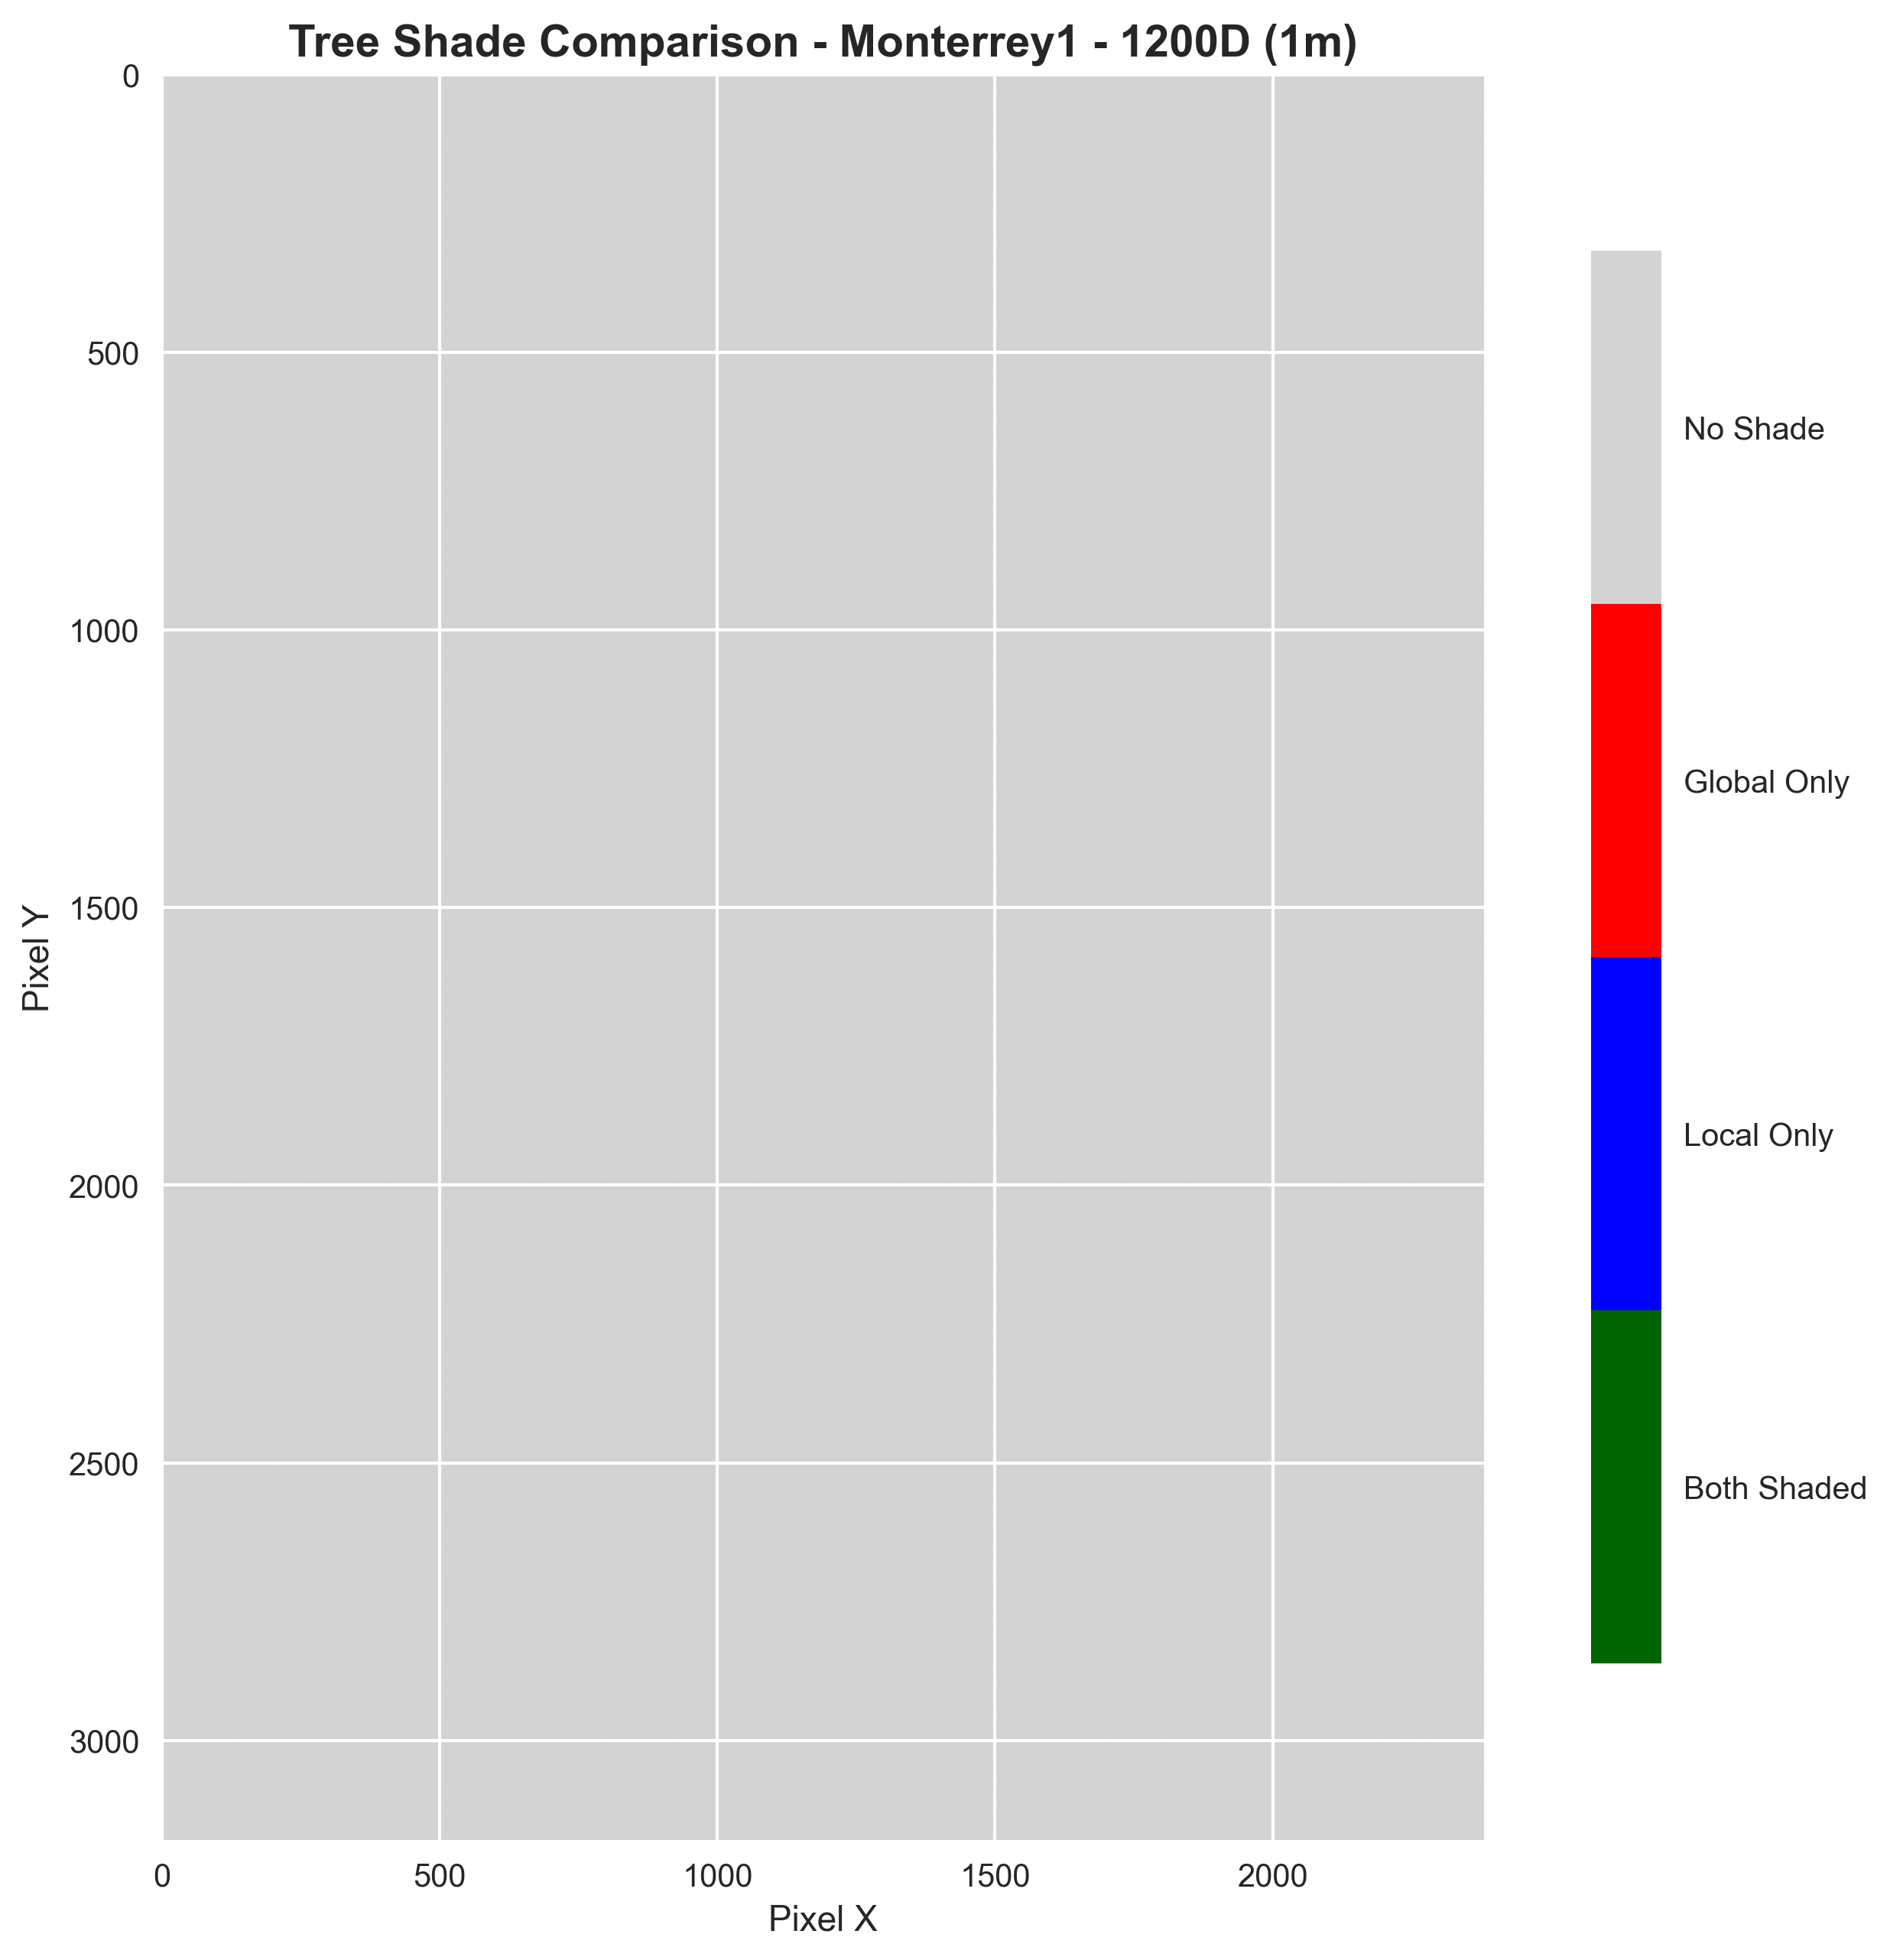 Tree Shade Comparison - Monterrey1 - 1200D (1m)
0
500
1000
1500
2000
2500
3000
Pixel Y
0 500 1000 1500 2000
Pixel X
No Shade
Global Only
Local Only
Both Shaded